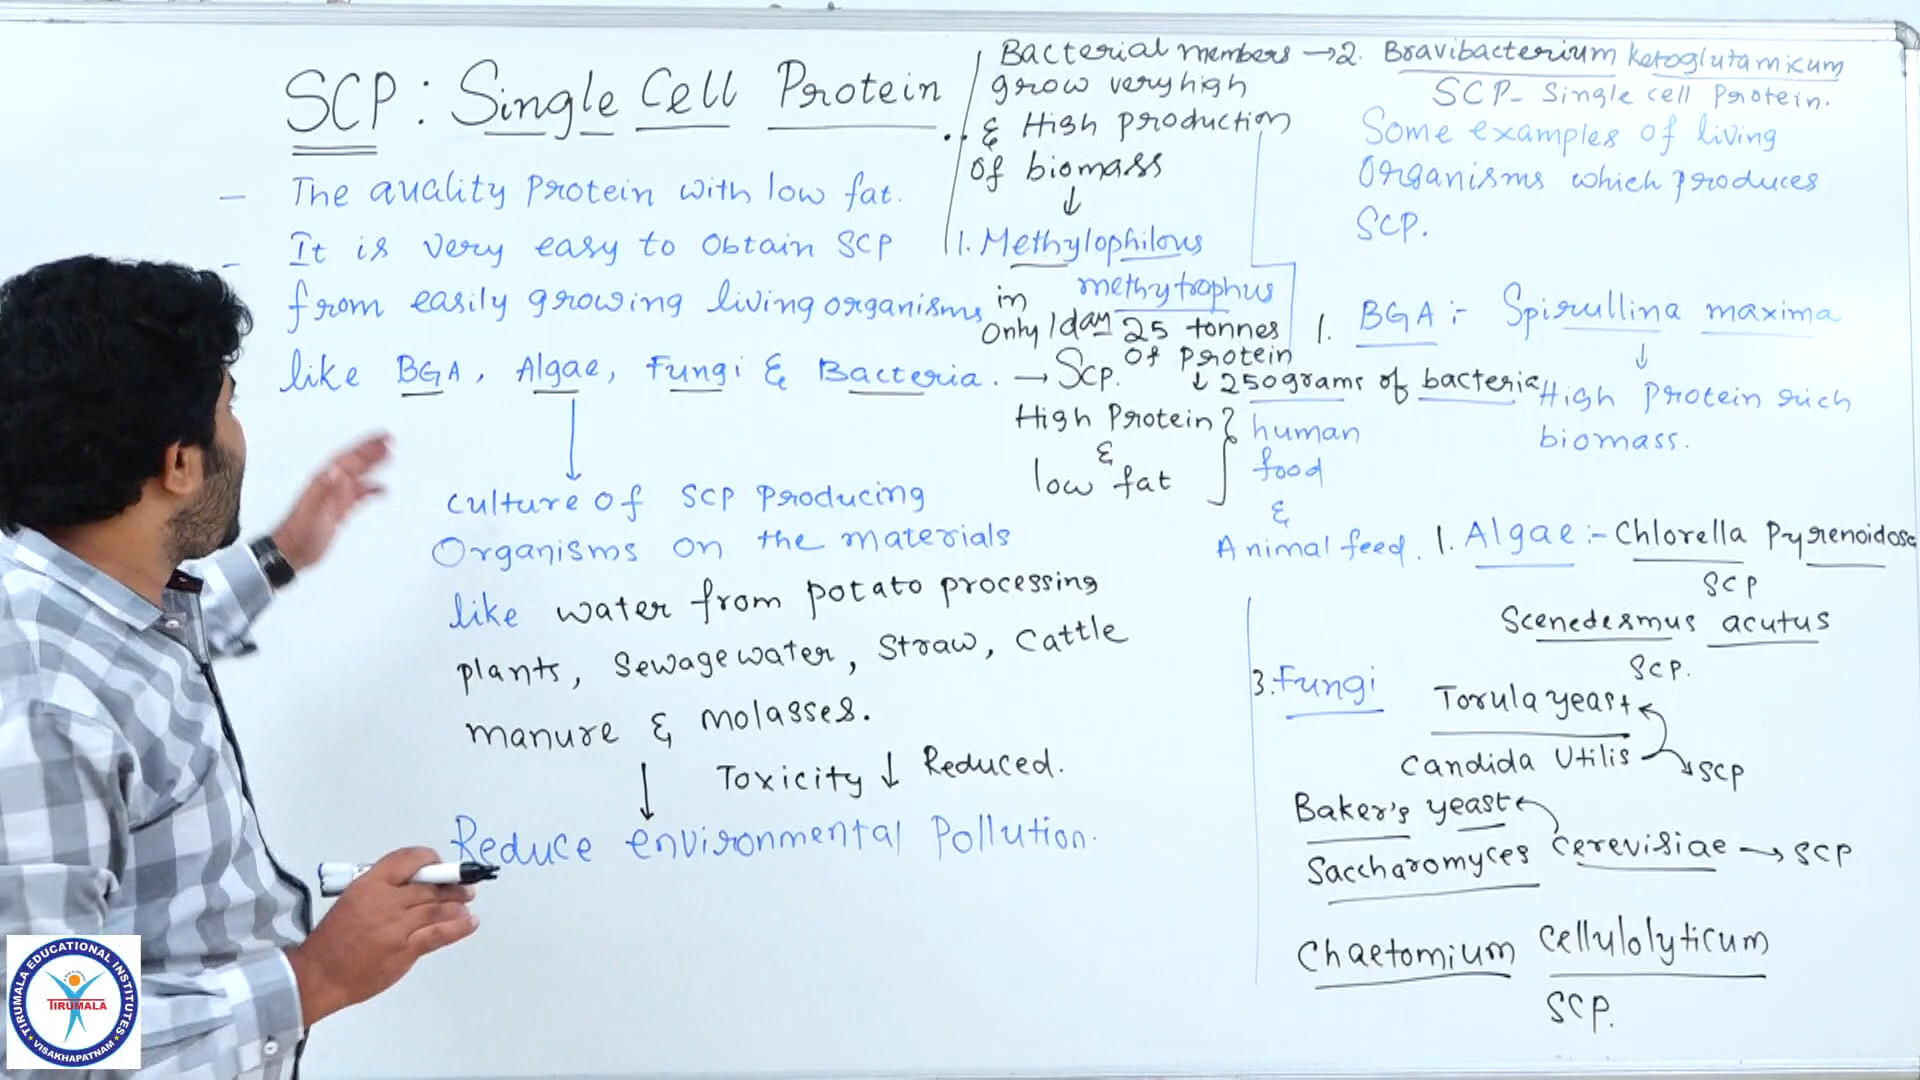 SCP: Single Cell Protein
- The auality Protein with low fat.
- It is very easy to Obtain SCP
from easily growing living organisms
like BGA, Algae, Fungi & Bacteria. → SCP.
High Protein
&
low fat
human
food
&
Animal feed.
Culture of SCP Producing
Organisms on the materials
like water from potato processing
plants, Sewage water, Straw, Cattle
manure & molasses.
↓ Toxicity ↓ Reduced.
Reduce environmental Pollution.
Bacterial members → 2. Bravibacterium ketoglutamicum
grow very high
& High production
of biomass
↓
1. Methylophilous
methytrophus
in
Only 1 day 25 tonnes
of protein
↓ 250 grams of bacteria
SCP- Single cell Protein.
Some examples of living
Organisms which produces
SCP.
1. BGA :- Spirullina maxima
↓
High Protein rich
biomass.
1. Algae :- Chlorella Pyrenoidosa
SCP
Scenedesmus acutus
SCP.
3. Fungi
Torula yeast
Candida Utilis → SCP
Baker's yeast
Saccharomyces Cerevisiae → SCP
Chaetomium Cellulolyticum
SCP.
TIRUMALA EDUCATIONAL INSTITUTES
TIRUMALA
VISAKHAPATNAM